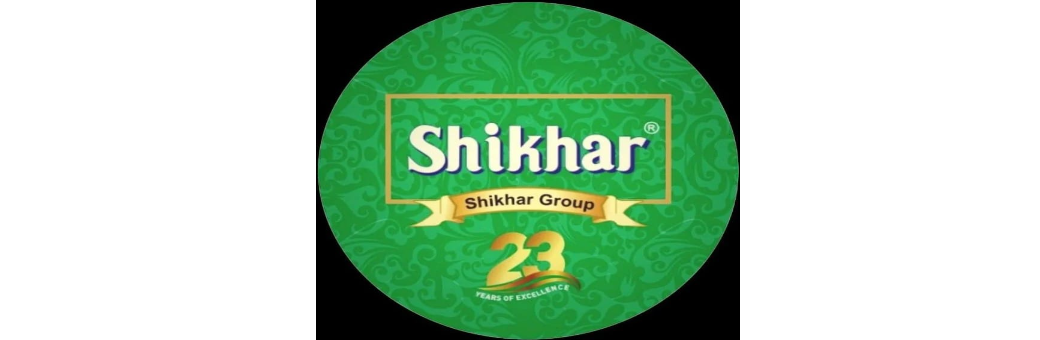 Shikhar®
Shikhar Group
23
YEARS OF EXCELLENCE